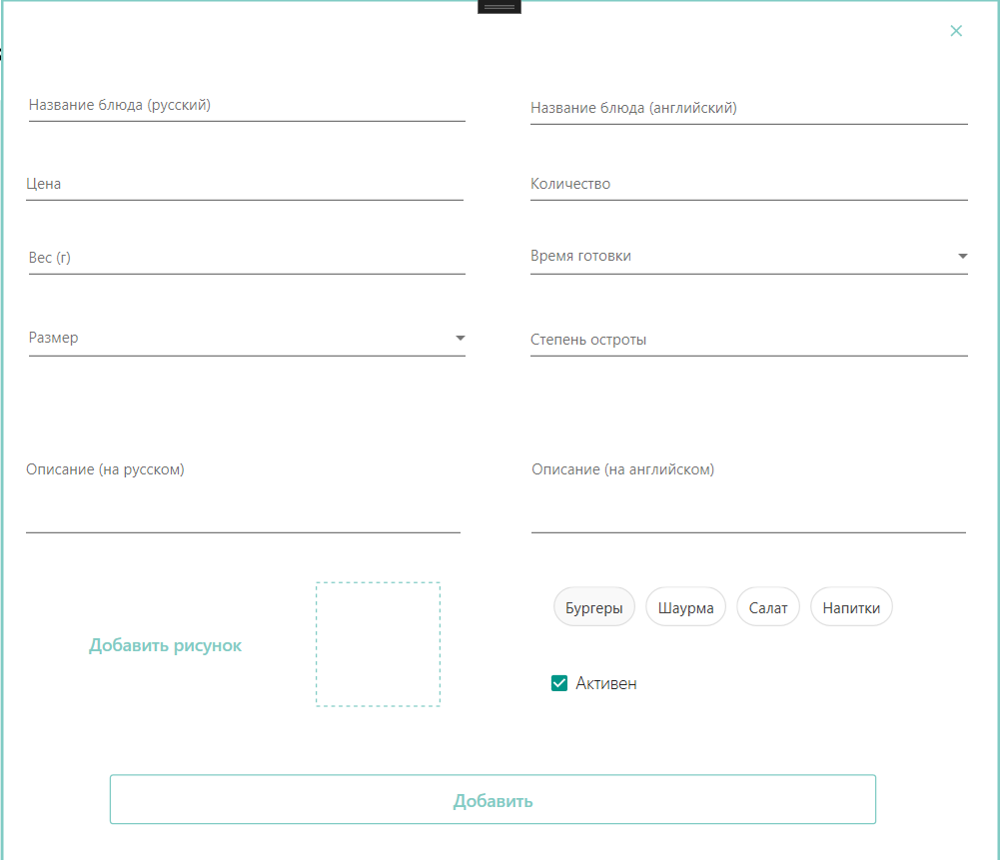 Название блюда (русский)
Название блюда (английский)
Цена
Количество
Вес (г)
Время готовки
Размер
Степень остроты
Описание (на русском)
Описание (на английском)
Добавить рисунок
Бургеры
Шаурма
Салат
Напитки
Активен
Добавить